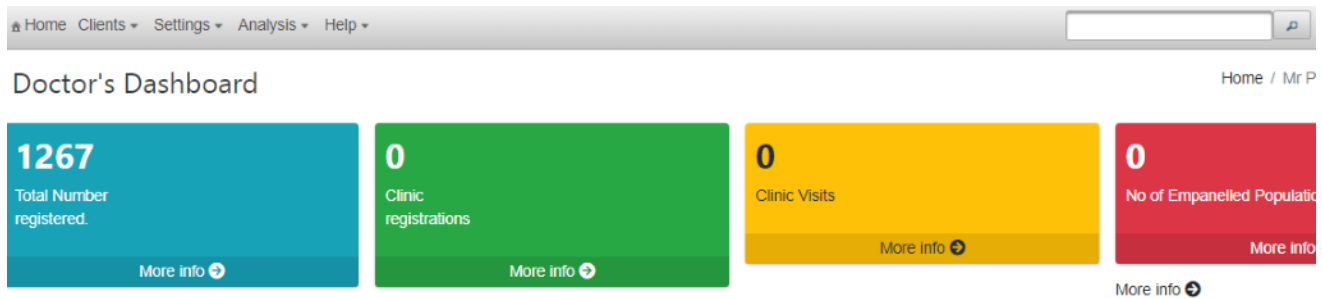 Home Clients Settings Analysis Help
Doctor's Dashboard
Home / Mr P
1267
Total Number
registered.
More info
0
Clinic
registrations
More info
0
Clinic Visits
More info
0
No of Empanelled
More info
More info